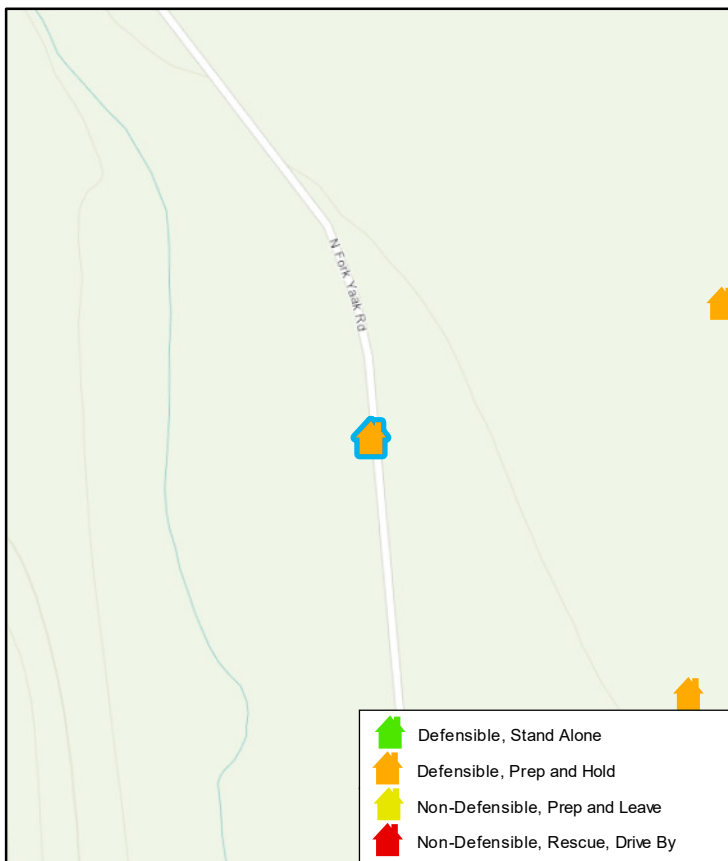 N Fork Yaak Rd
Defensible, Stand Alone
Defensible, Prep and Hold
Non-Defensible, Prep and Leave
Non-Defensible, Rescue, Drive By